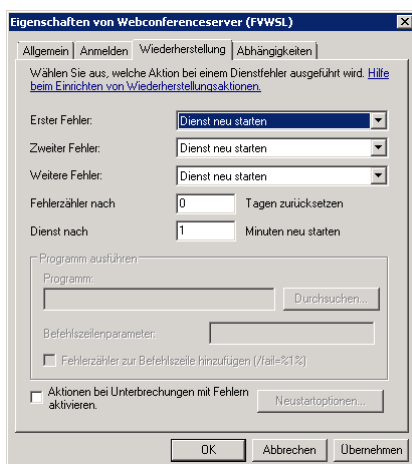 Eigenschaften von Webconferenceserver (FVWSL)
Allgemein Anmelden Wiederherstellung Abhängigkeiten
Wählen Sie aus, welche Aktion bei einem Dienstfehler ausgeführt wird. Hilfe
beim Einrichten von Wiederherstellungsaktionen.
Erster Fehler: Dienst neu starten
Zweiter Fehler: Dienst neu starten
Weitere Fehler: Dienst neu starten
Fehlerzähler nach 0 Tagen zurücksetzen
Dienst nach 1 Minuten neu starten
Programm ausführen
Programm:
Durchsuchen...
Befehlszeilenparameter:
Fehlerzähler zur Befehlszeile hinzufügen (/fail=%1%)
Aktionen bei Unterbrechungen mit Fehlern
aktivieren.
Neustartoptionen...
OK Abbrechen Übernehmen